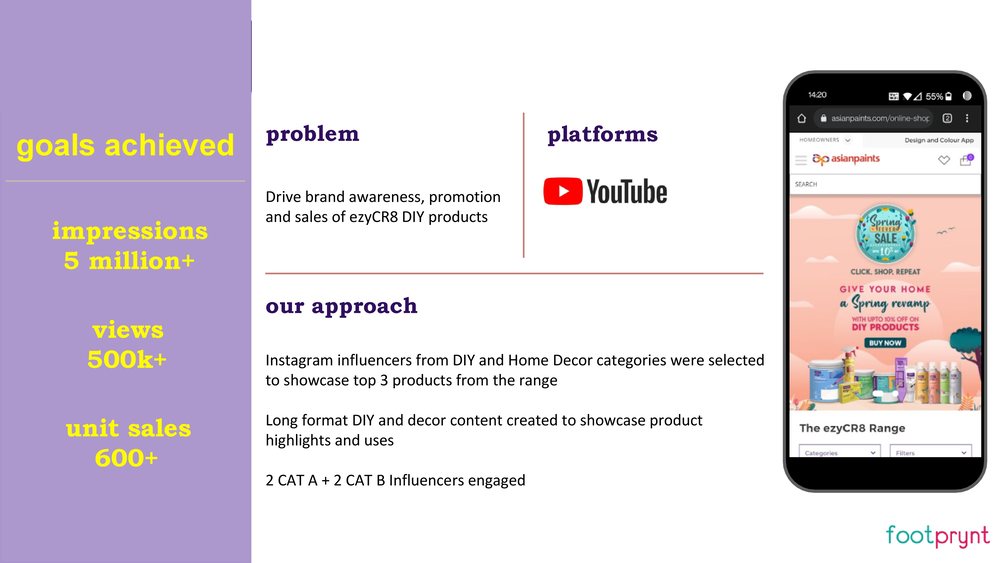 goals achieved
impressions
5 million+
views
500k+
unit sales
600+
problem
Drive brand awareness, promotion
and sales of ezyCR8 DIY products
platforms
YouTube
our approach
Instagram influencers from DIY and Home Decor categories were selected
to showcase top 3 products from the range
Long format DIY and decor content created to showcase product
highlights and uses
2 CAT A + 2 CAT B Influencers engaged
14:20
55%
asianpaints.com/online-shop
2
HOMEOWNERS
Design and Colour App
ap asianpaints
0
SEARCH
Spring
SALE
10%
CLICK, SHOP, REPEAT
GIVE YOUR HOME
a Spring revamp
WITH UPTO 10% OFF ON
DIY PRODUCTS
BUY NOW
The ezyCR8 Range
Categories
Filters
footprynt